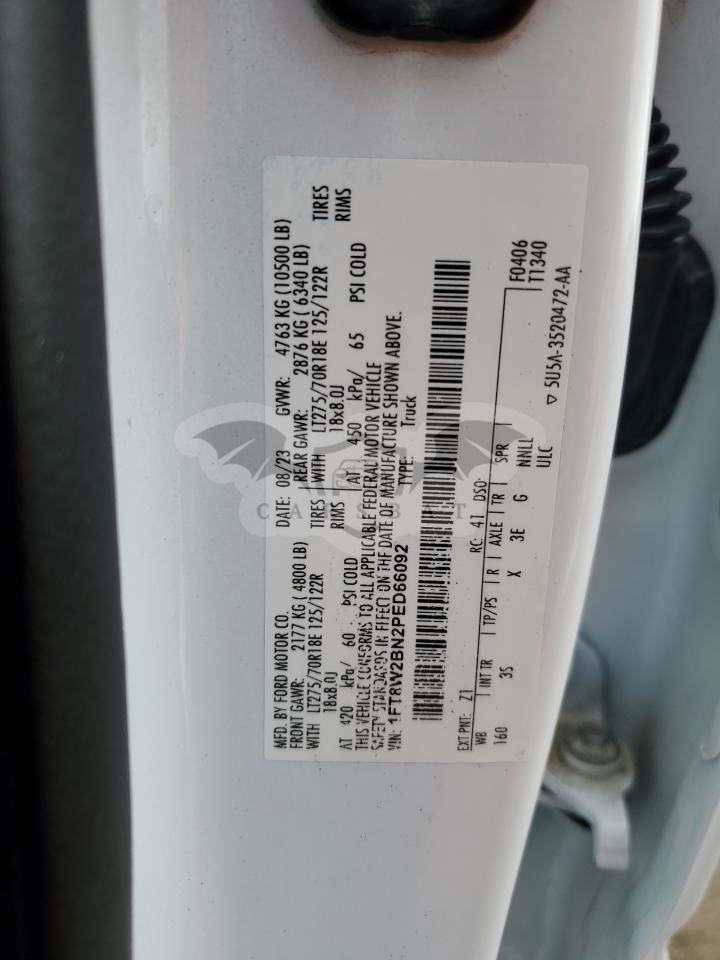 MFD. BY FORD MOTOR CO.
DATE: 08/23
GVWR: 4763 KG (10500 LB)
FRONT GAWR: 2177 KG ( 4800 LB)
REAR GAWR: 2876 KG ( 6340 LB)
WITH LT275/70R18E 125/122R TIRES
WITH LT275/70R18E 125/122R TIRES
18x8.0J RIMS
18x8.0J RIMS
AT 420 kPa/ 60 PSI COLD
AT 450 kPa/ 65 PSI COLD
THIS VEHICLE CONFORMS TO ALL APPLICABLE FEDERAL MOTOR VEHICLE
SAFETY STANDARDS IN EFFECT ON THE DATE OF MANUFACTURE SHOWN ABOVE.
VIN: 1FT8W2BN2PED66092
TYPE: Truck
EXT PNT: Z1 RC: 41 DSO: F0406
T1340
WB INT TR TP/PS R AXLE TR SPR
160 3S X 3E G NNLL
ULC
▽ 5U5A-3520472-AA
CARSBAT